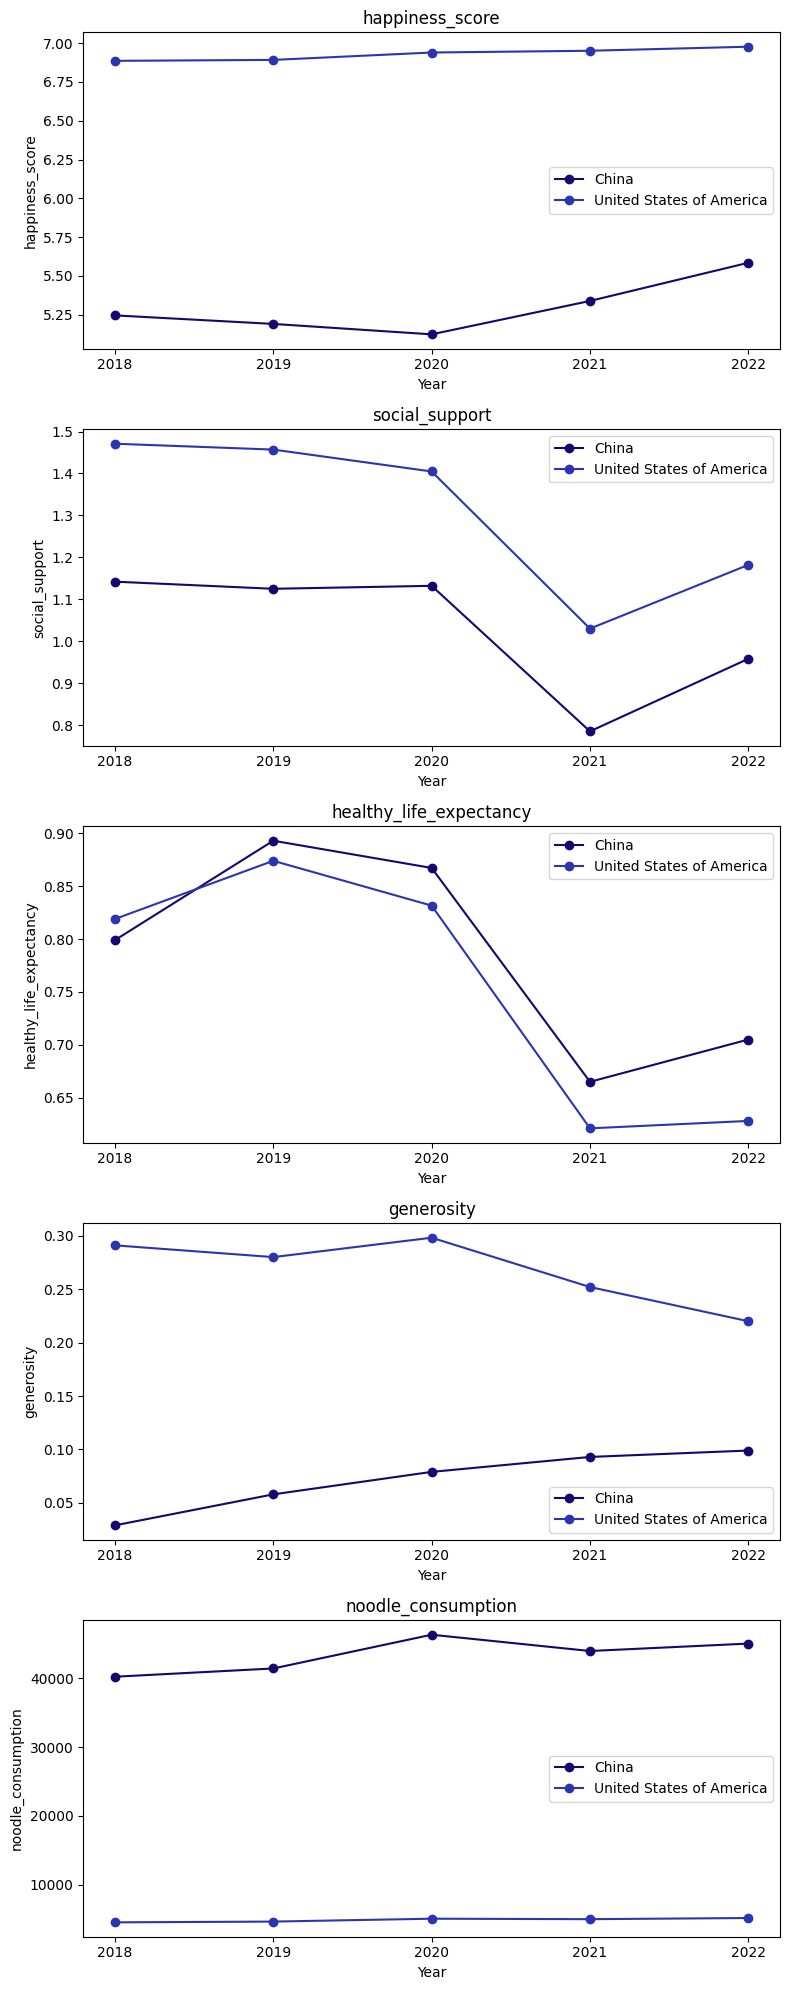 happiness_score
7.00
6.75
6.50
6.25
6.00
5.75
5.50
5.25
happiness_score
China
United States of America
2018 2019 2020 2021 2022
Year
social_support
1.5
1.4
1.3
1.2
1.1
1.0
0.9
0.8
social_support
China
United States of America
2018 2019 2020 2021 2022
Year
healthy_life_expectancy
0.90
0.85
0.80
0.75
0.70
0.65
healthy_life_expectancy
China
United States of America
2018 2019 2020 2021 2022
Year
generosity
0.30
0.25
0.20
0.15
0.10
0.05
generosity
China
United States of America
2018 2019 2020 2021 2022
Year
noodle_consumption
40000
30000
20000
10000
noodle_consumption
China
United States of America
2018 2019 2020 2021 2022
Year